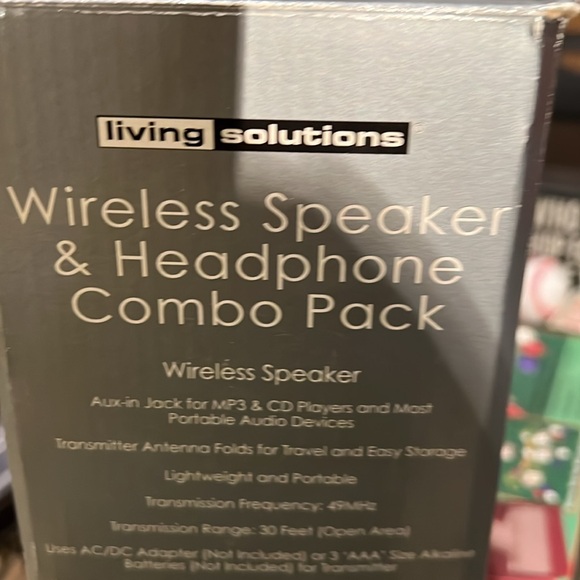 living solutions
Wireless Speaker
& Headphone
Combo Pack
Wireless Speaker
Aux-in Jack for MP3 & CD Players and Most
Portable Audio Devices
Transmitter Antenna Folds for Travel and Easy Storage
Lightweight and Portable
Transmission Frequency: 49MHz
Transmission Range: 30 Feet (Open Area)
Uses AC/DC Adapter (Not Included) or 3 "AAA" Size Alkaline
Batteries (Not Included) for Transmitter